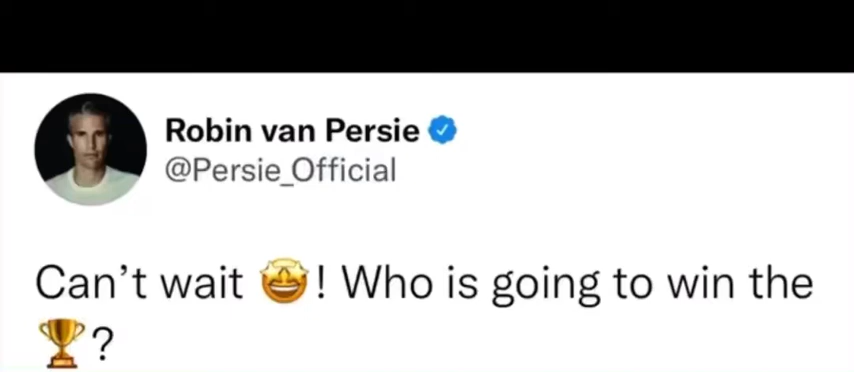 Robin van Persie
@Persie_Official
Can’t wait 🤩! Who is going to win the
🏆?